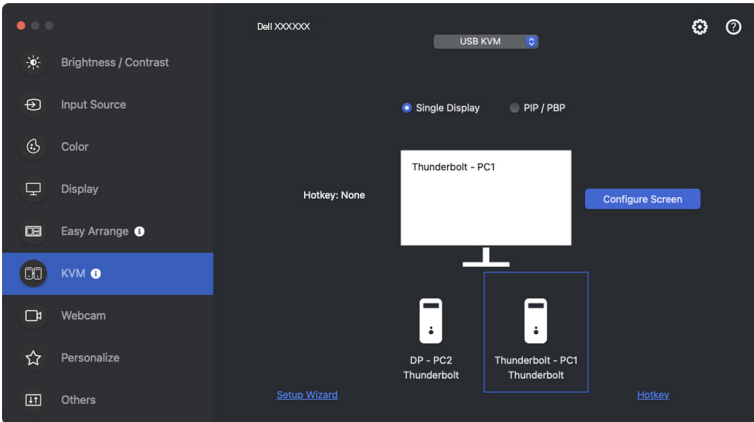 Dell XXXXXX
USB KVM
Brightness / Contrast
Input Source
Color
Display
Easy Arrange
KVM
Webcam
Personalize
Others
Single Display
PIP / PBP
Hotkey: None
Thunderbolt - PC1
Configure Screen
DP - PC2
Thunderbolt
Thunderbolt - PC1
Thunderbolt
Setup Wizard
Hotkey